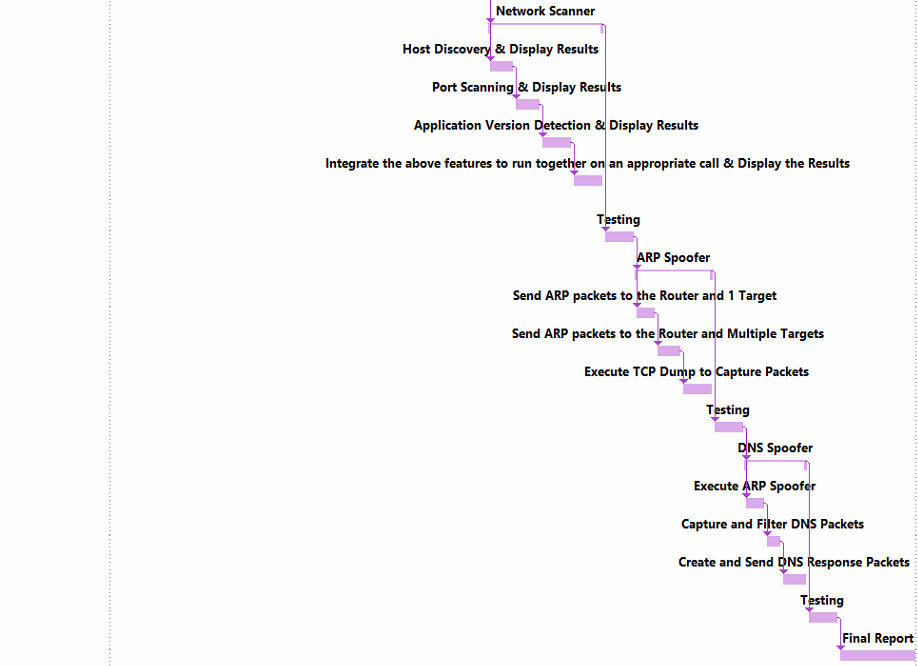 Network Scanner
Host Discovery & Display Results
Port Scanning & Display Results
Application Version Detection & Display Results
Integrate the above features to run together on an appropriate call & Display the Results
Testing
ARP Spoofer
Send ARP packets to the Router and 1 Target
Send ARP packets to the Router and Multiple Targets
Execute TCP Dump to Capture Packets
Testing
DNS Spoofer
Execute ARP Spoofer
Capture and Filter DNS Packets
Create and Send DNS Response Packets
Testing
Final Report